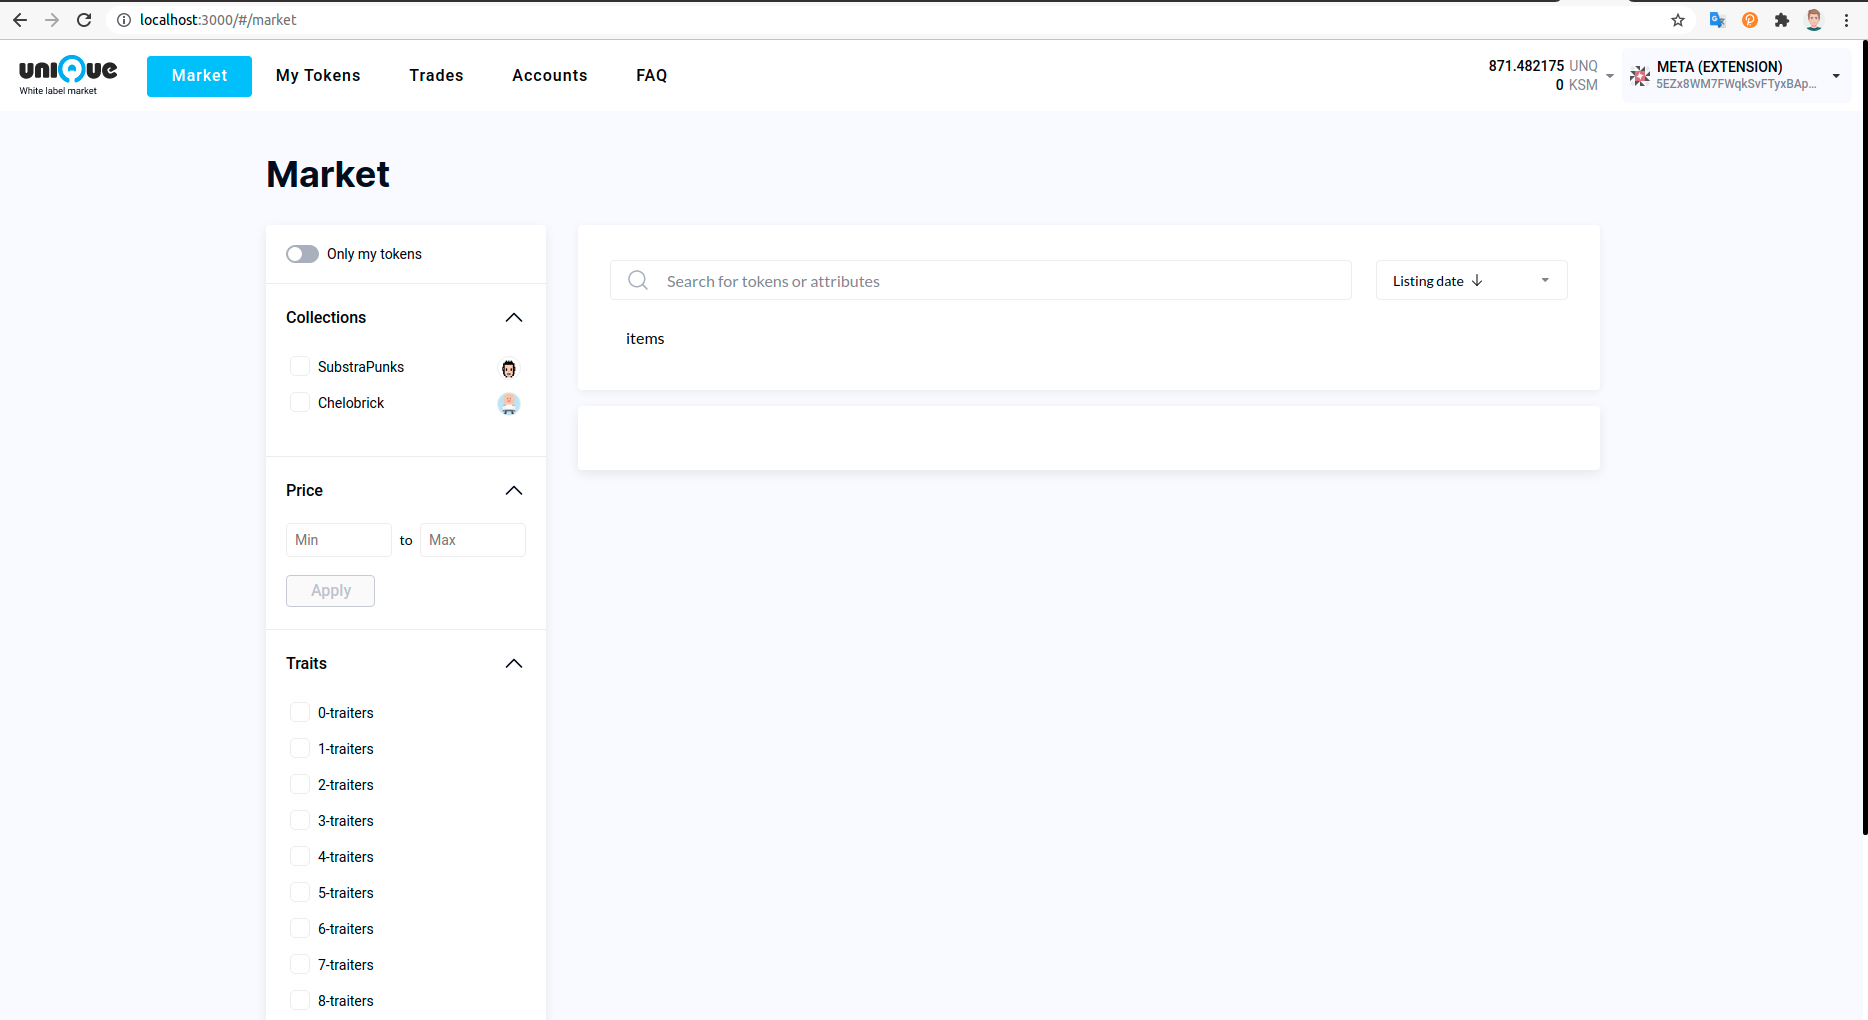 localhost:3000/#/market
unique
White label market
Market
My Tokens
Trades
Accounts
FAQ
871.482175 UNQ
0 KSM
META (EXTENSION)
5EZx8WM7FWqkSvFTyxBAp...
Market
Only my tokens
Collections
SubstraPunks
Chelobrick
Price
Min to Max
Apply
Traits
0-traiters
1-traiters
2-traiters
3-traiters
4-traiters
5-traiters
6-traiters
7-traiters
8-traiters
Search for tokens or attributes
Listing date ↓
items